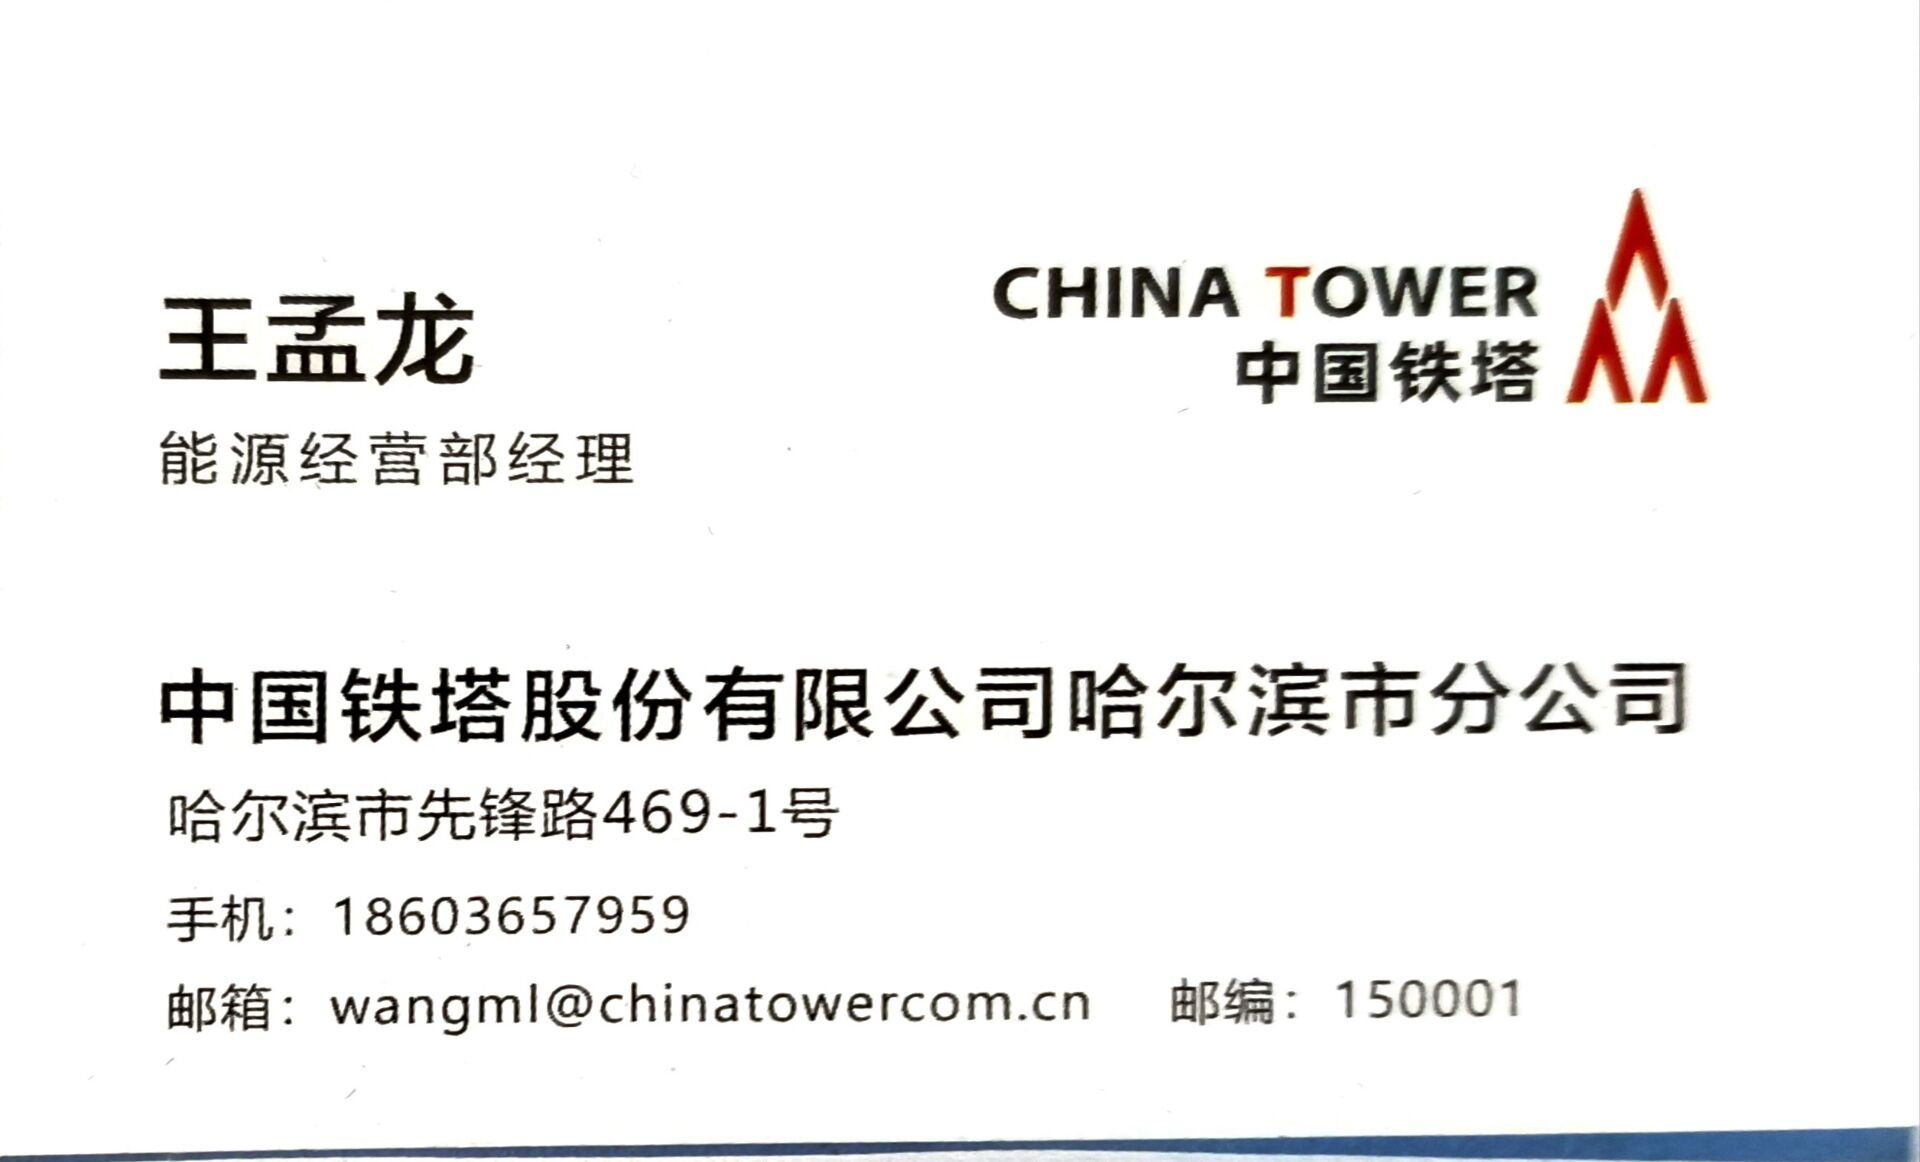 CHINA TOWER
中国铁塔
王孟龙
能源经营部经理
中国铁塔股份有限公司哈尔滨市分公司
哈尔滨市先锋路469-1号
手机：18603657959
邮箱：wangml@chinatowercom.cn 邮编：150001